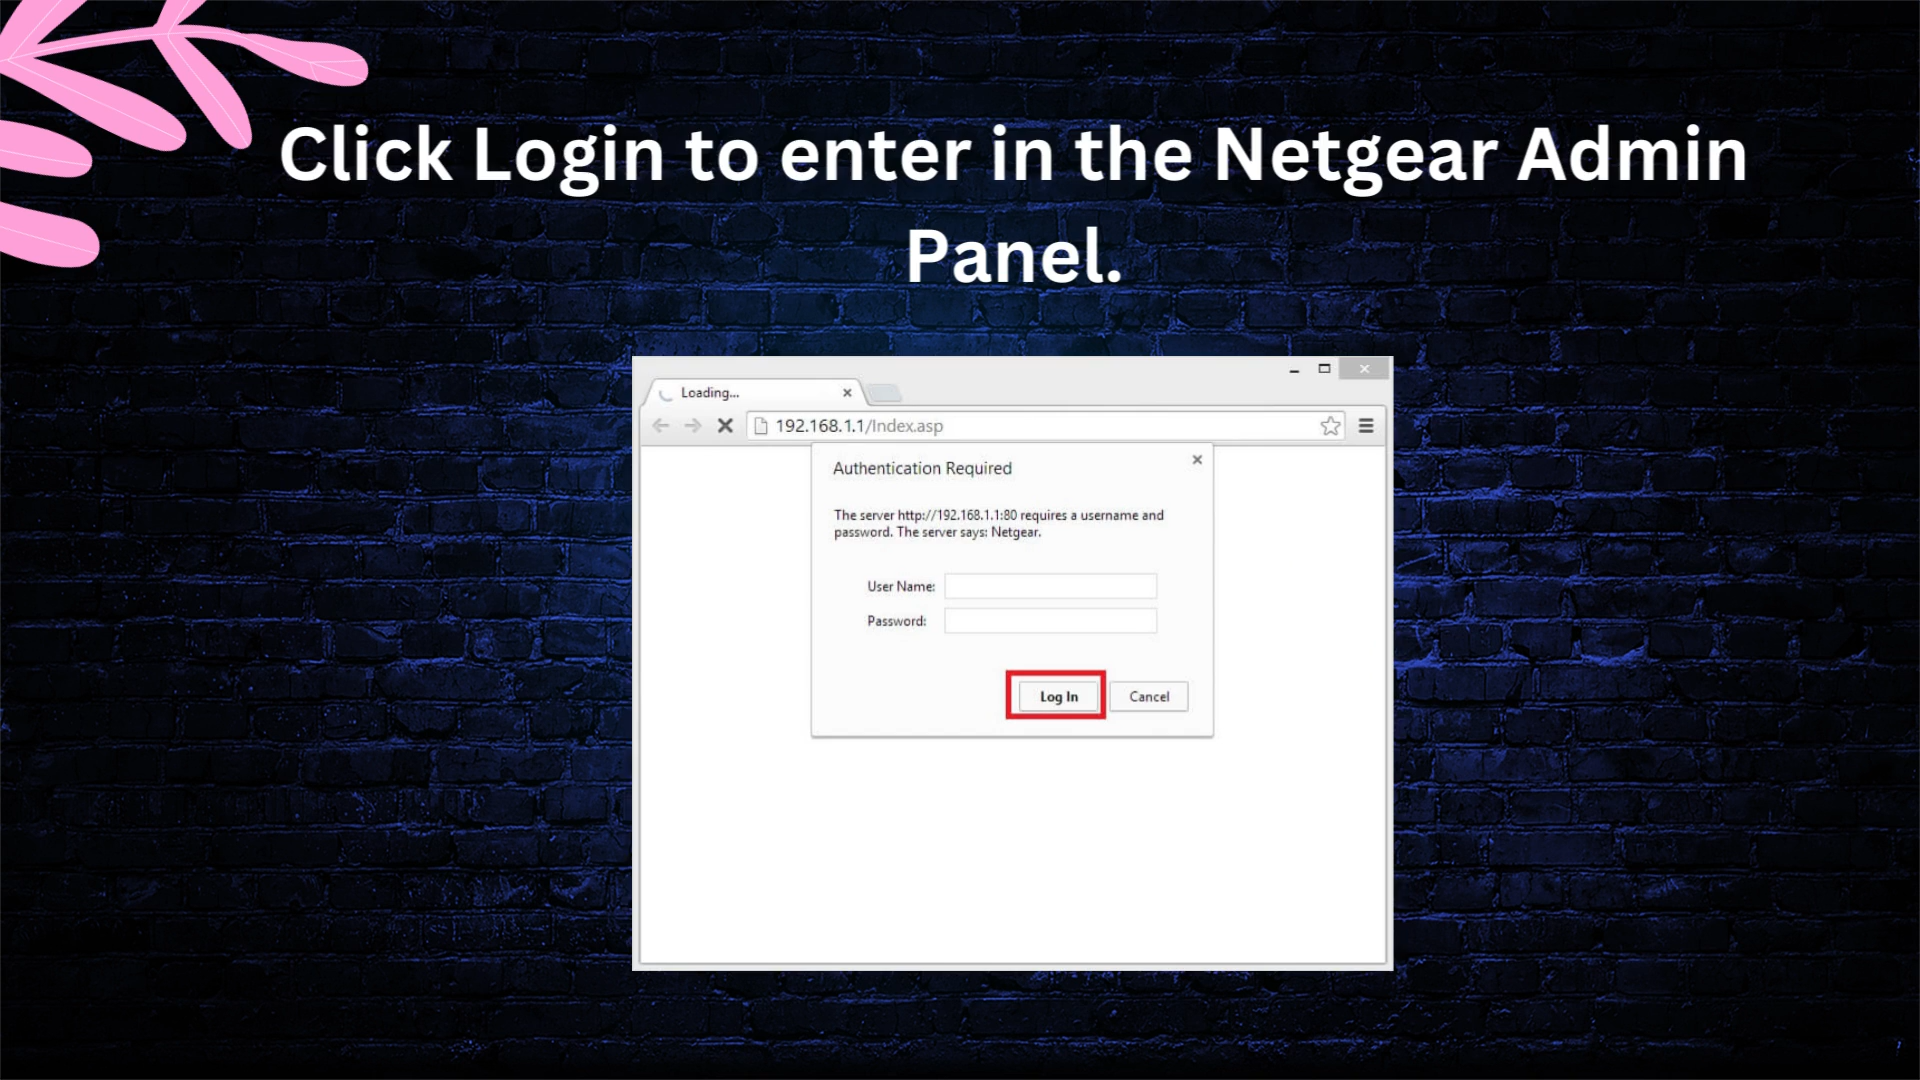 Click Login to enter in the Netgear Admin
Panel.
Loading...
192.168.1.1/Index.asp
Authentication Required
The server http://192.168.1.1:80 requires a username and
password. The server says: Netgear.
User Name:
Password:
Log In Cancel